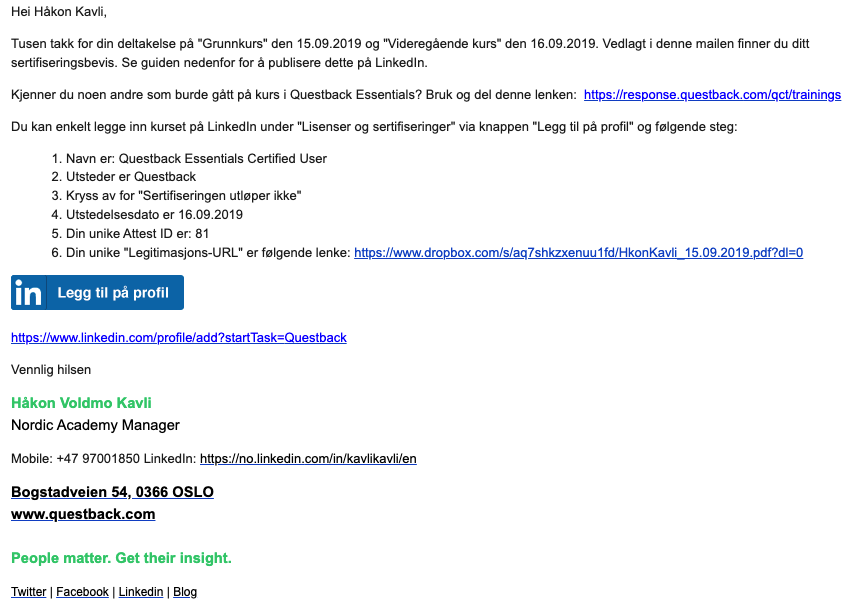 Hei Håkon Kavli,
Tusen takk for din deltakelse på "Grunnkurs" den 15.09.2019 og "Videregående kurs" den 16.09.2019. Vedlagt i denne mailen finner du ditt
sertifiseringsbevis. Se guiden nedenfor for å publisere dette på LinkedIn.
Kjenner du noen andre som burde gått på kurs i Questback Essentials? Bruk og del denne lenken: https://response.questback.com/qct/trainings
Du kan enkelt legge inn kurset på LinkedIn under "Lisenser og sertifiseringer" via knappen "Legg til på profil" og følgende steg:
1. Navn er: Questback Essentials Certified User
2. Utsteder er Questback
3. Kryss av for "Sertifiseringen utløper ikke"
4. Utstedelsesdato er 16.09.2019
5. Din unike Attest ID er: 81
6. Din unike "Legitimasjons-URL" er følgende lenke: https://www.dropbox.com/s/aq7shkzxenuu1fd/HkonKavli_15.09.2019.pdf?dl=0
in Legg til på profil
https://www.linkedin.com/profile/add?startTask=Questback
Vennlig hilsen
Håkon Voldmo Kavli
Nordic Academy Manager
Mobile: +47 97001850 LinkedIn: https://no.linkedin.com/in/kavlikavli/en
Bogstadveien 54, 0366 OSLO
www.questback.com
People matter. Get their insight.
Twitter | Facebook | Linkedin | Blog